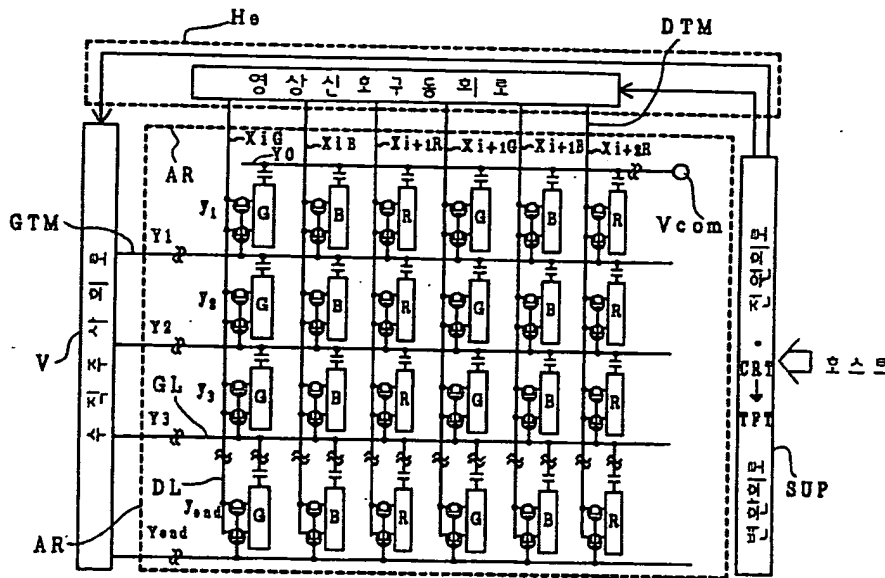 He
DTM
영상신호구동회로
AR
XiG
XiB
Xi+1R
Xi+1G
Xi+1B
Xi+2R
Y0
Vcom
GTM
Y1
y1
G B R G B R
V
수직주사회로
Y2
y2
G B R G B R
GL
Y3
y3
G B R G B R
DL
yend
G B R G B R
AR
Yend
전원회로
·
CRT
↓
TFT
변환회로
호스트
SUP